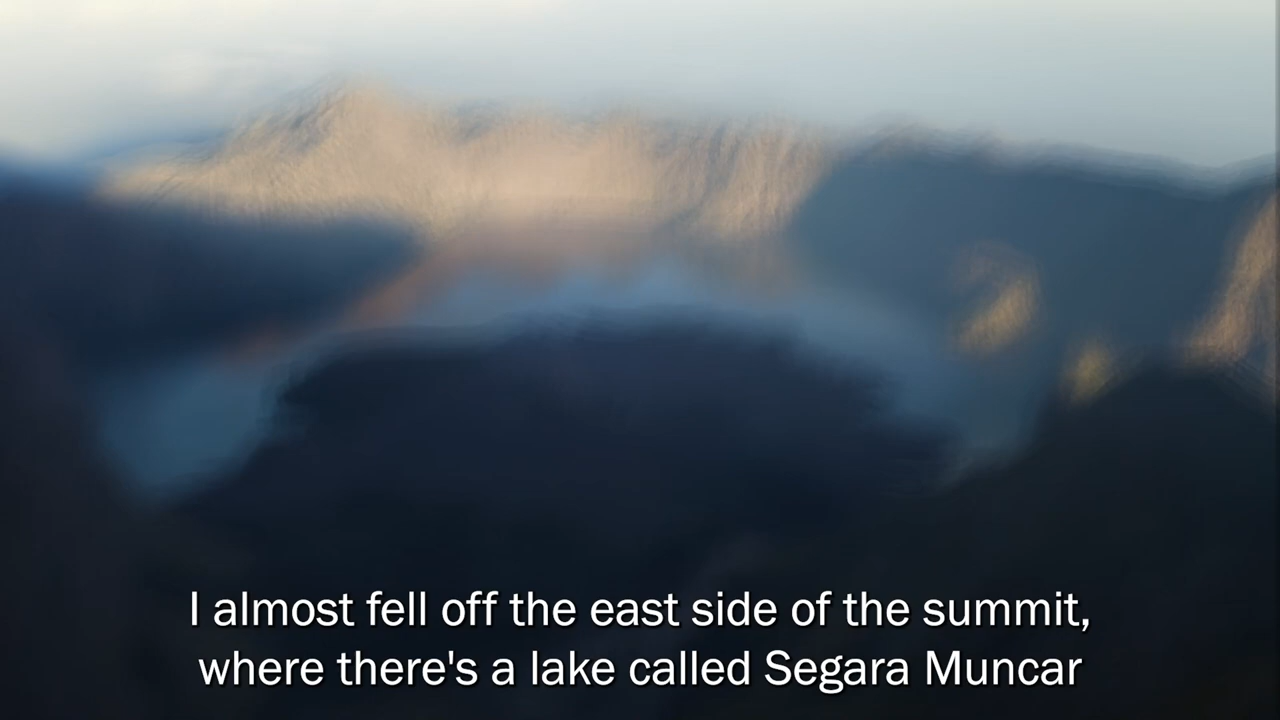 I almost fell off the east side of the summit,
where there's a lake called Segara Muncar